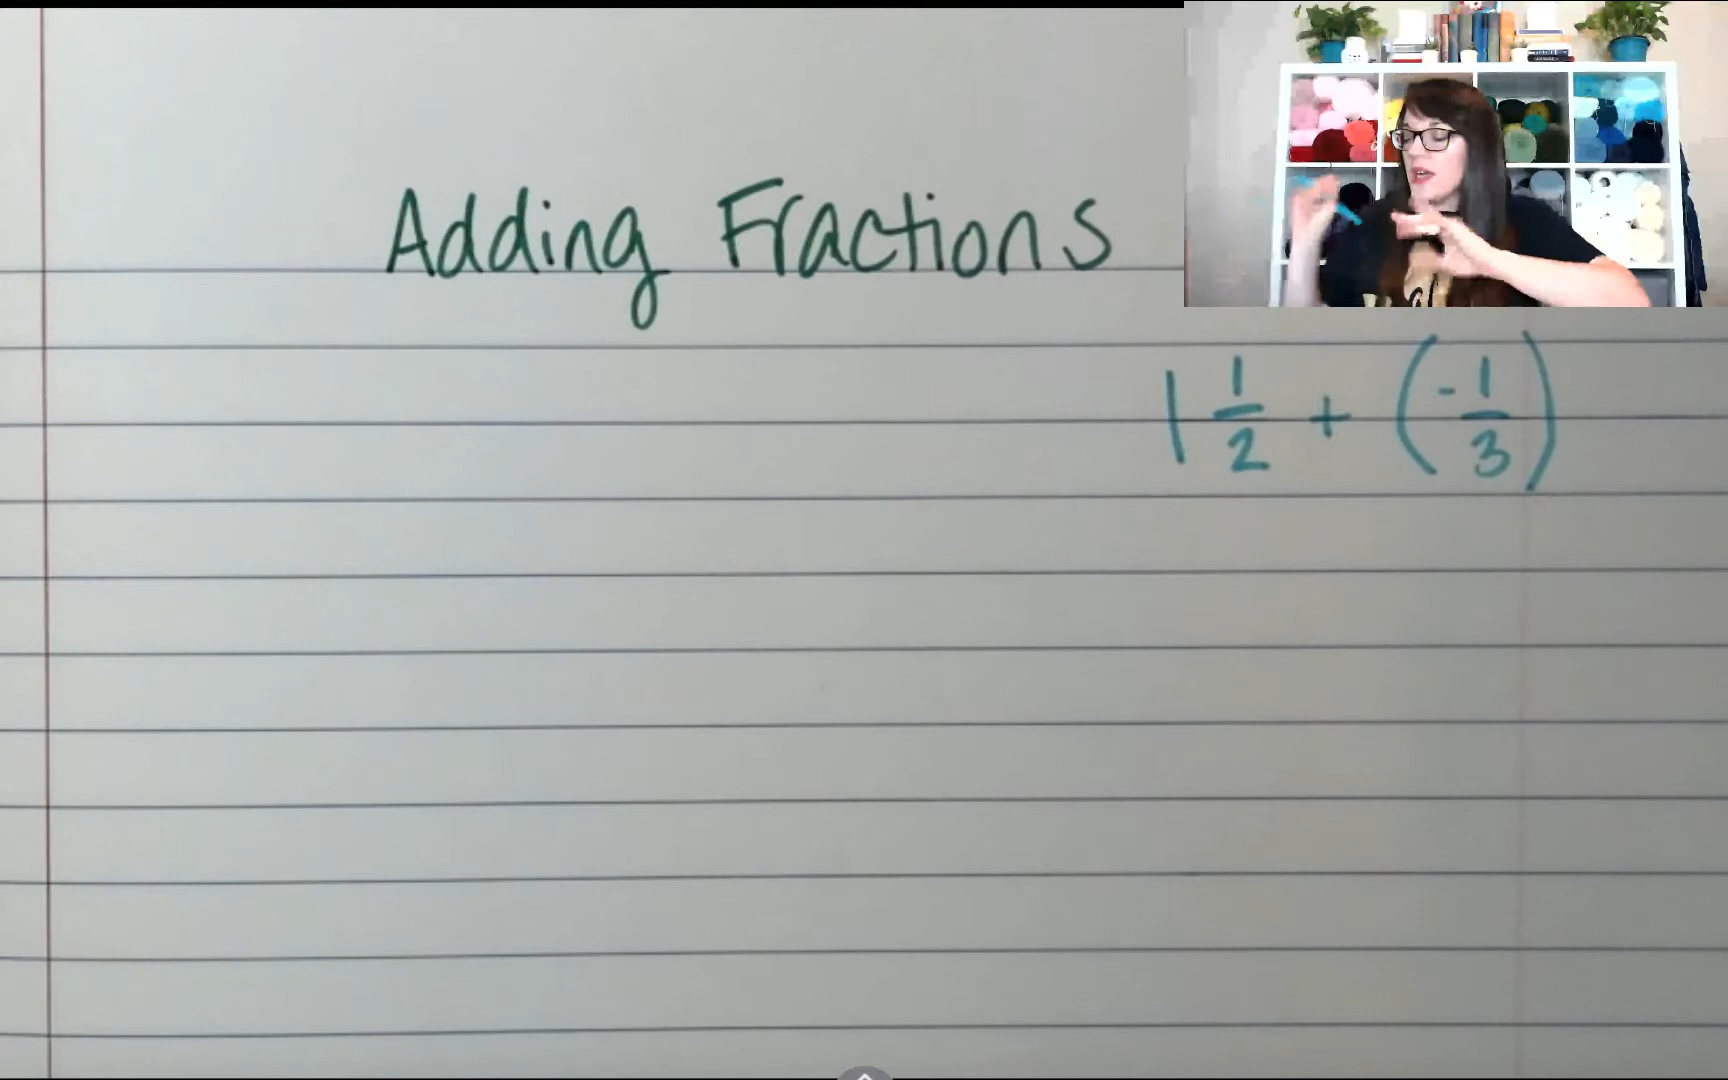 Adding Fractions
1 1/2 + (-1/3)